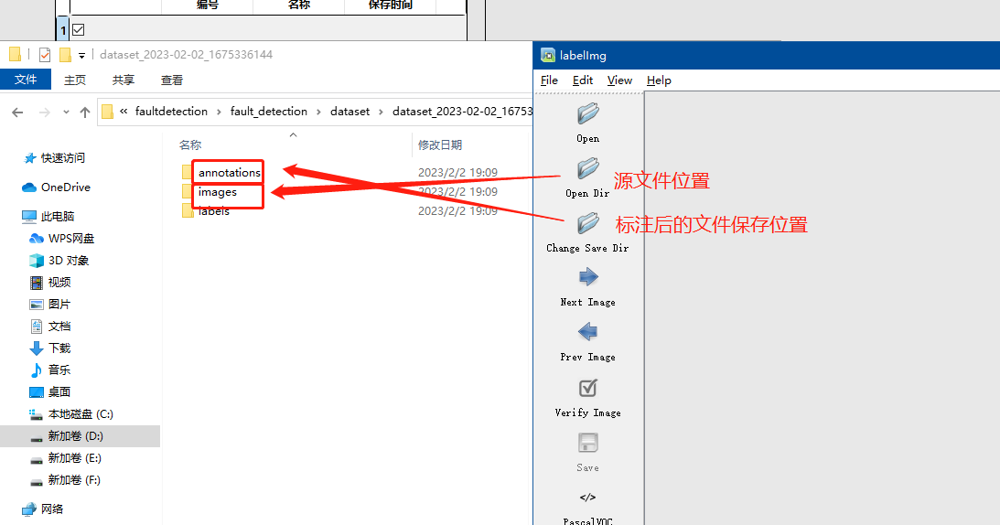 编号 名称 保存时间
1
dataset_2023-02-02_1675336144
文件 主页 共享 查看
« faultdetection › fault_detection › dataset › dataset_2023-02-02_16753
名称 修改日期
annotations 2023/2/2 19:09
images 2023/2/2 19:09
labels 2023/2/2 19:09
快速访问
OneDrive
此电脑
WPS网盘
3D 对象
视频
图片
文档
下载
音乐
桌面
本地磁盘 (C:)
新加卷 (D:)
新加卷 (E:)
新加卷 (F:)
网络
labelImg
File Edit View Help
Open
Open Dir
源文件位置
Change Save Dir
标注后的文件保存位置
Next Image
Prev Image
Verify Image
Save
</>
PascalVOC